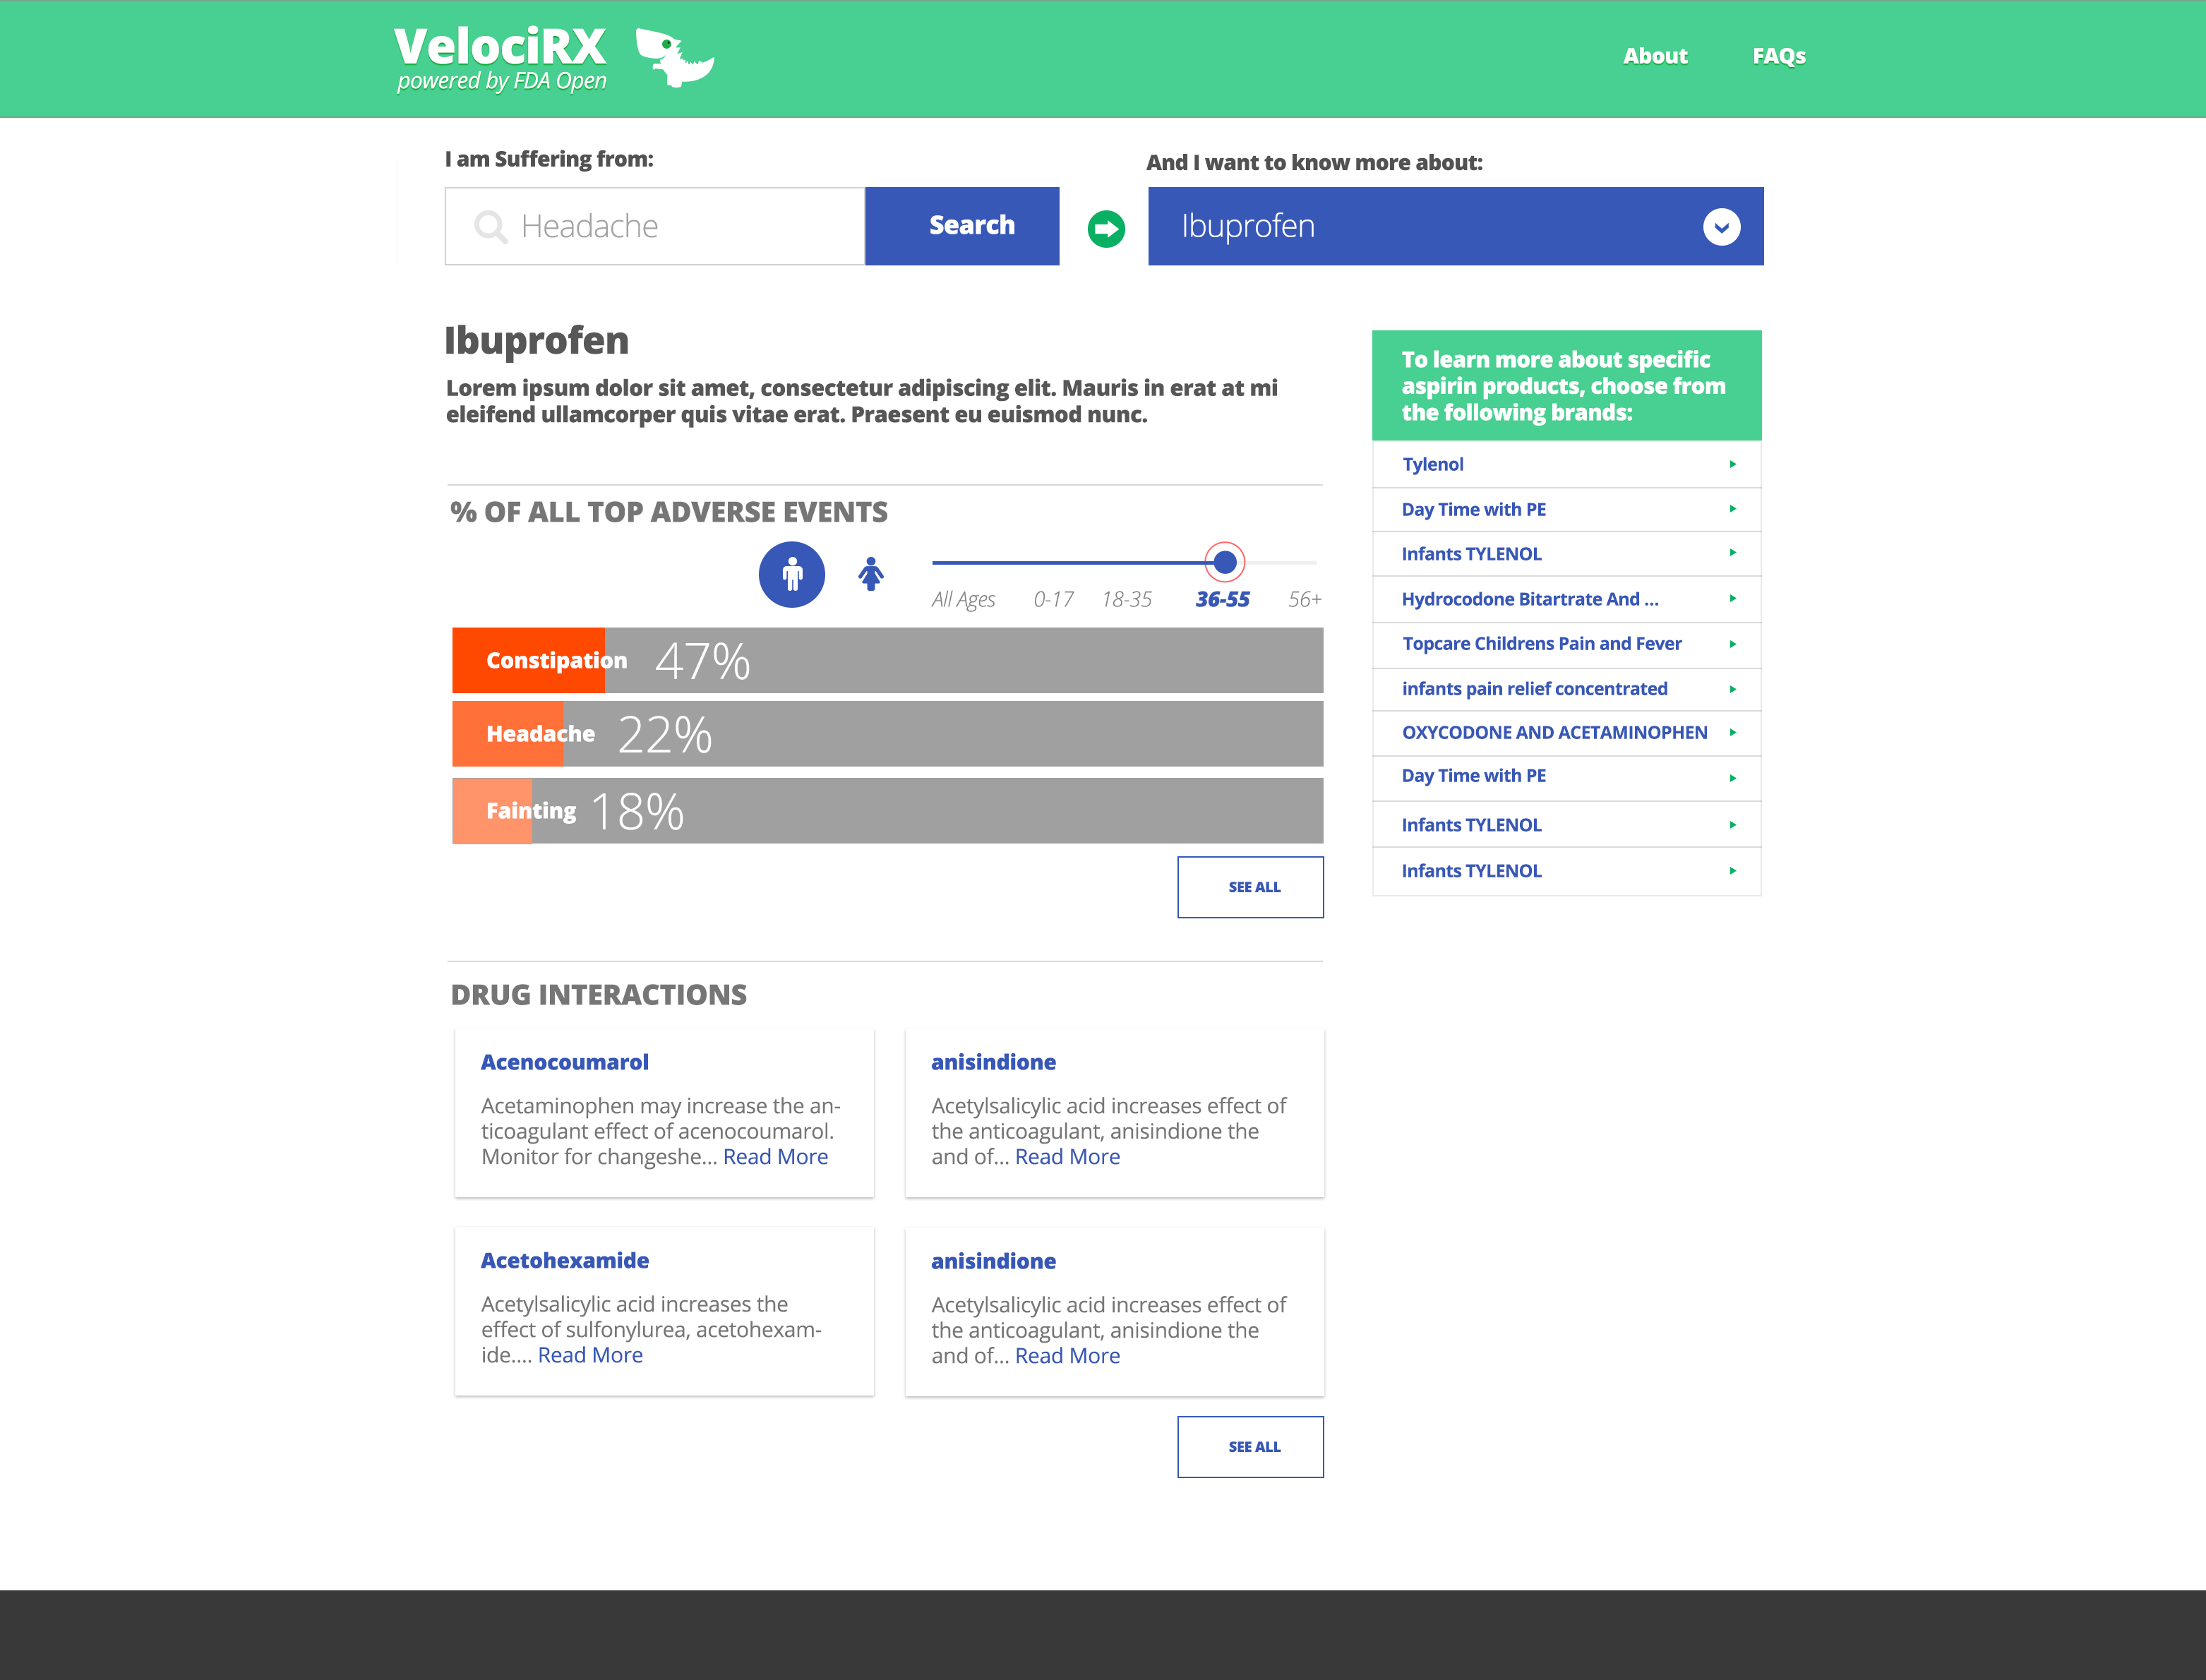 VelociRX
powered by FDA Open
About
FAQs
I am Suffering from:
And I want to know more about:
Headache
Search
Ibuprofen
Ibuprofen
Lorem ipsum dolor sit amet, consectetur adipiscing elit. Mauris in erat at mi
eleifend ullamcorper quis vitae erat. Praesent eu euismod nunc.
% OF ALL TOP ADVERSE EVENTS
All Ages
0-17
18-35
36-55
56+
Constipation 47%
Headache 22%
Fainting 18%
SEE ALL
To learn more about specific
aspirin products, choose from
the following brands:
Tylenol
Day Time with PE
Infants TYLENOL
Hydrocodone Bitartrate And ...
Topcare Childrens Pain and Fever
infants pain relief concentrated
OXYCODONE AND ACETAMINOPHEN
Day Time with PE
Infants TYLENOL
Infants TYLENOL
DRUG INTERACTIONS
Acenocoumarol
Acetaminophen may increase the an-
ticoagulant effect of acenocoumarol.
Monitor for changeshe... Read More
anisindione
Acetylsalicylic acid increases effect of
the anticoagulant, anisindione the
and of... Read More
Acetohexamide
Acetylsalicylic acid increases the
effect of sulfonylurea, acetohexam-
ide.... Read More
anisindione
Acetylsalicylic acid increases effect of
the anticoagulant, anisindione the
and of... Read More
SEE ALL